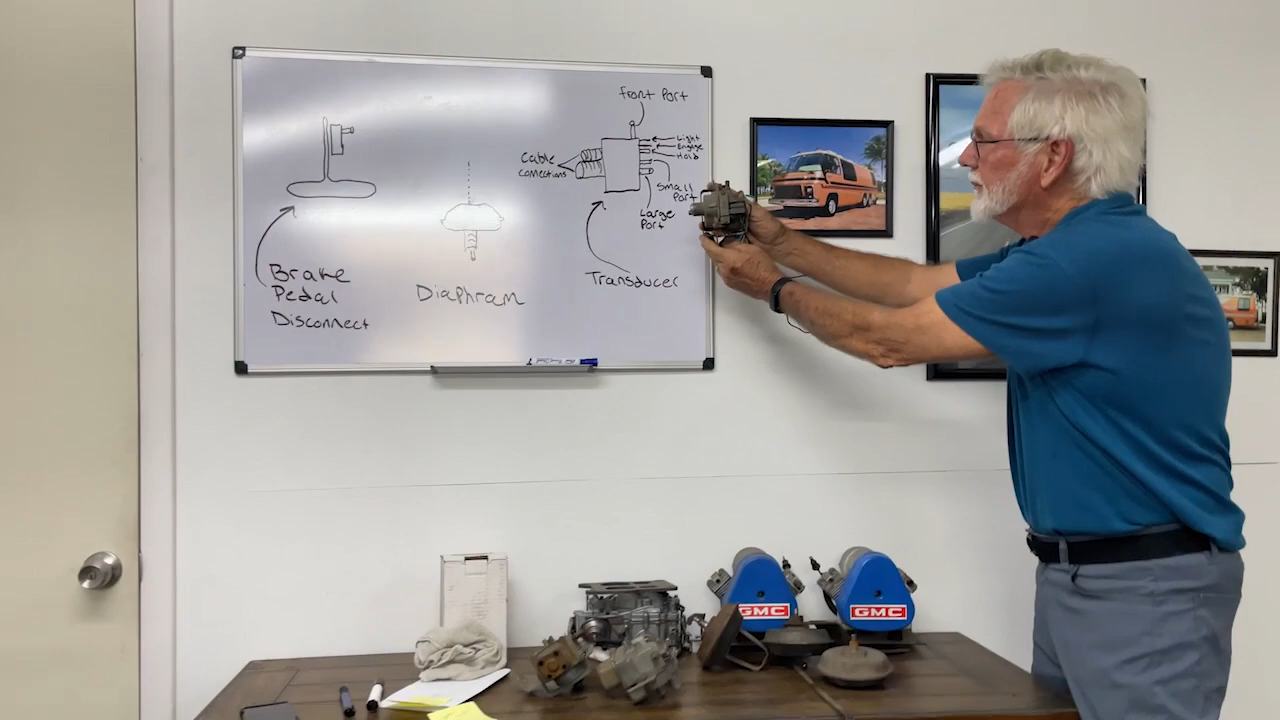 front Port
Light
Engine
Hold
Cable
connections
Small
Port
Large
Port
Transducer
Diaphram
Brake
Pedal
Disconnect
GMC
GMC